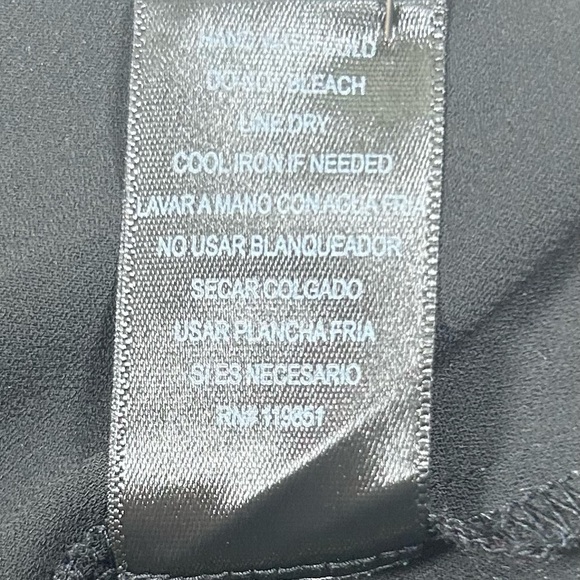 HAND WASH COLD
DO NOT BLEACH
LINE DRY
COOL IRON IF NEEDED
LAVAR A MANO CON AGUA FRIA
NO USAR BLANQUEADOR
SECAR COLGADO
USAR PLANCHA FRIA
SI ES NECESARIO
RN# 119351